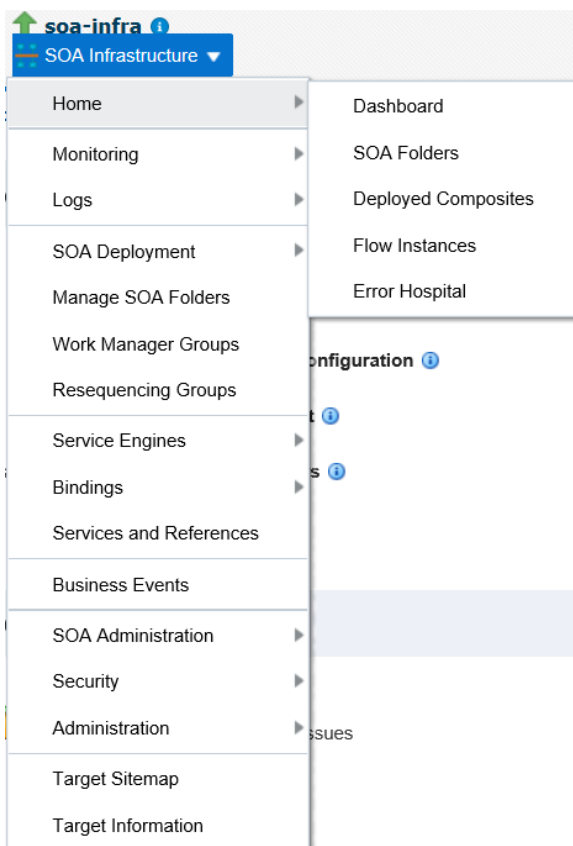 soa-infra
SOA Infrastructure
Home
Dashboard
SOA Folders
Deployed Composites
Flow Instances
Error Hospital
Monitoring
Logs
SOA Deployment
Manage SOA Folders
Work Manager Groups
Resequencing Groups
Service Engines
Bindings
Services and References
Business Events
SOA Administration
Security
Administration
Target Sitemap
Target Information